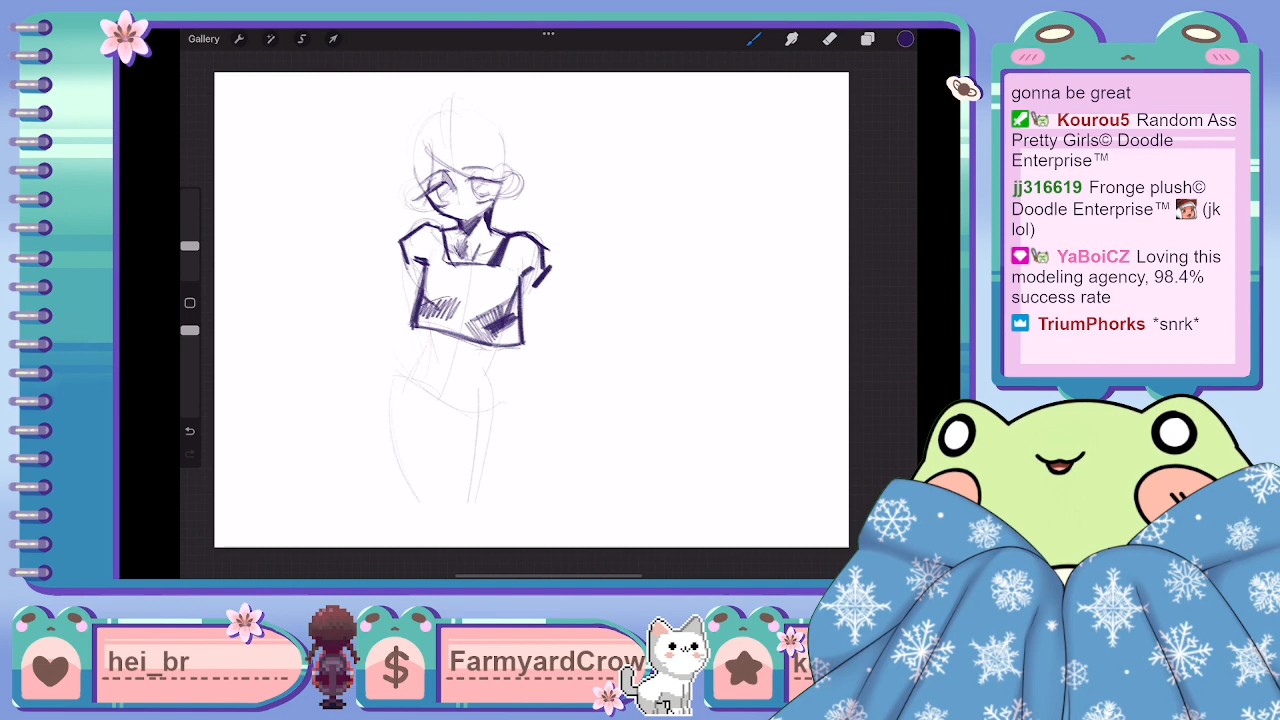 Gallery
gonna be great
Kourou5 Random Ass
Pretty Girls© Doodle
Enterprise™
jj316619 Fronge plush©
Doodle Enterprise™ (jk
lol)
YaBoiCZ Loving this
modeling agency, 98.4%
success rate
TriumPhorks *snrk*
hei_br
$
FarmyardCrow
k